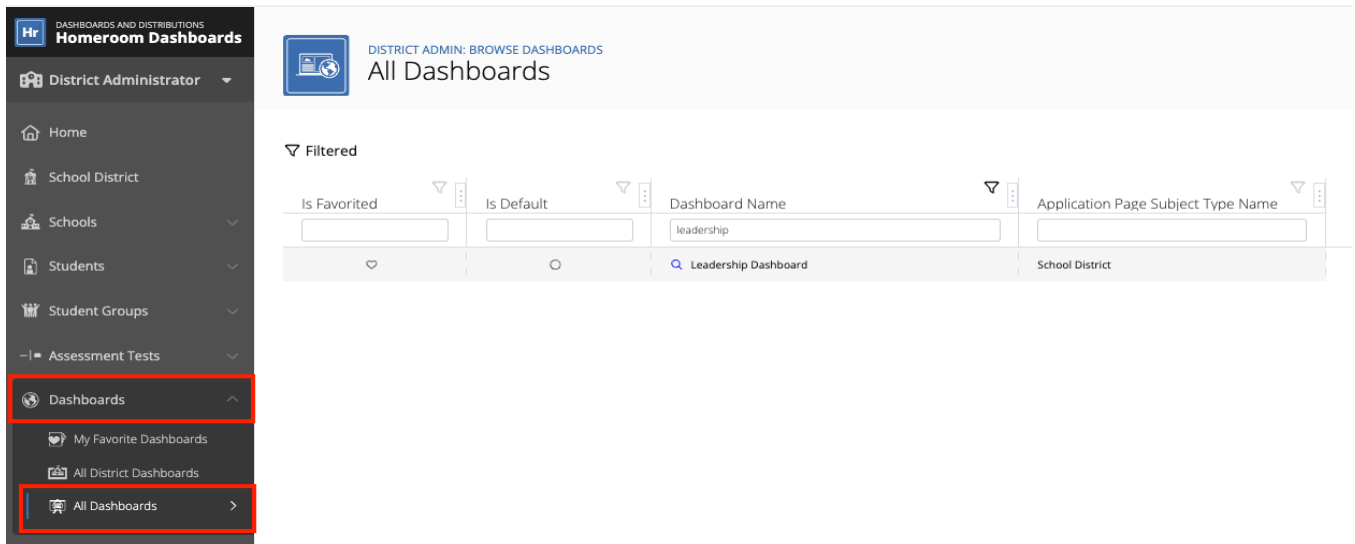 Hr
DASHBOARDS AND DISTRIBUTIONS
Homeroom Dashboards
District Administrator
Home
School District
Schools
Students
Student Groups
Assessment Tests
Dashboards
My Favorite Dashboards
All District Dashboards
All Dashboards
DISTRICT ADMIN: BROWSE DASHBOARDS
All Dashboards
Filtered
Is Favorited Is Default Dashboard Name Application Page Subject Type Name
leadership
Leadership Dashboard School District